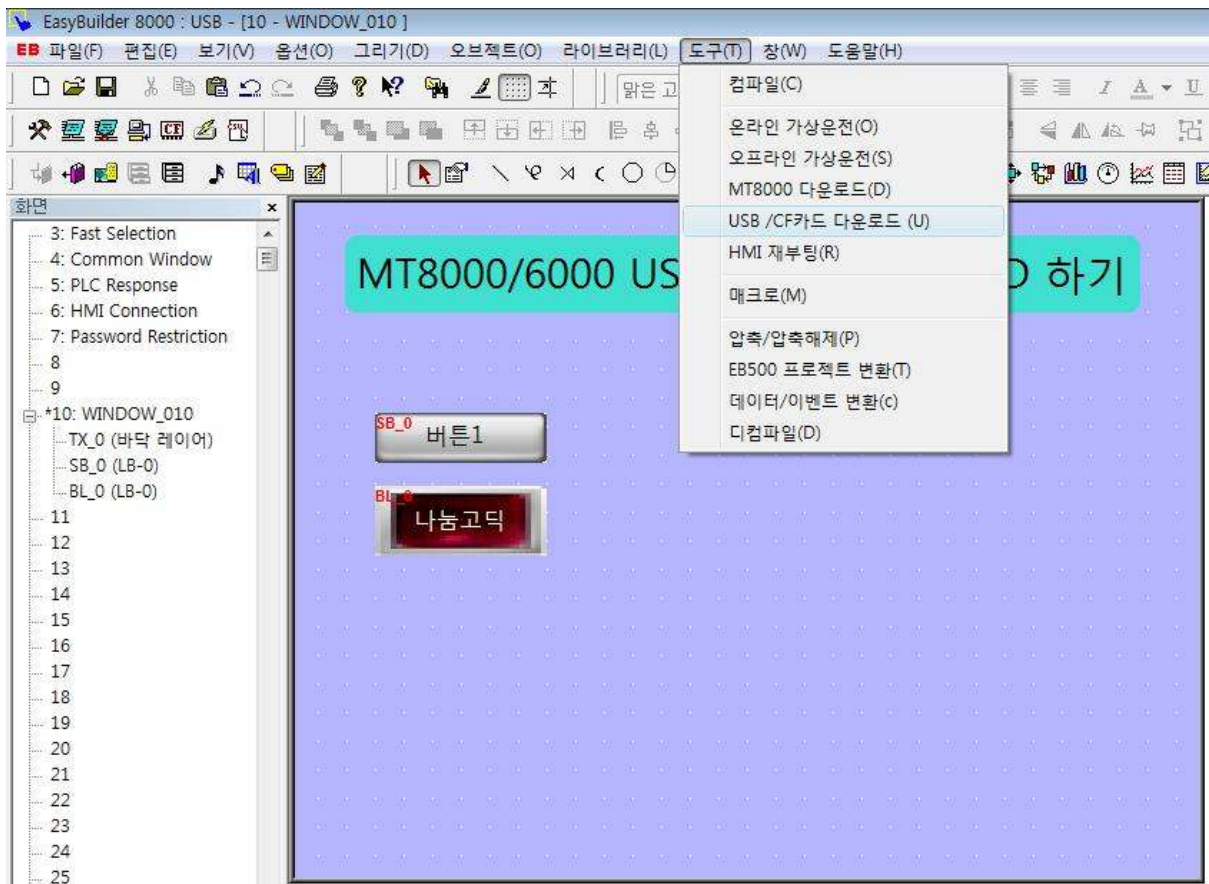 EasyBuilder 8000 : USB - [10 - WINDOW_010 ]
EB 파일(F) 편집(E) 보기(V) 옵션(O) 그리기(D) 오브젝트(O) 라이브러리(L) 도구(T) 창(W) 도움말(H)
맑은 고
컴파일(C)
온라인 가상운전(O)
오프라인 가상운전(S)
MT8000 다운로드(D)
USB /CF카드 다운로드 (U)
HMI 재부팅(R)
매크로(M)
압축/압축해제(P)
EB500 프로젝트 변환(T)
데이터/이벤트 변환(c)
디컴파일(D)
화면
3: Fast Selection
4: Common Window
5: PLC Response
6: HMI Connection
7: Password Restriction
8
9
*10: WINDOW_010
TX_0 (바닥 레이어)
SB_0 (LB-0)
BL_0 (LB-0)
11
12
13
14
15
16
17
18
19
20
21
22
23
24
25
MT8000/6000 US
하기
SB_0
버튼1
BL_0
나눔고딕